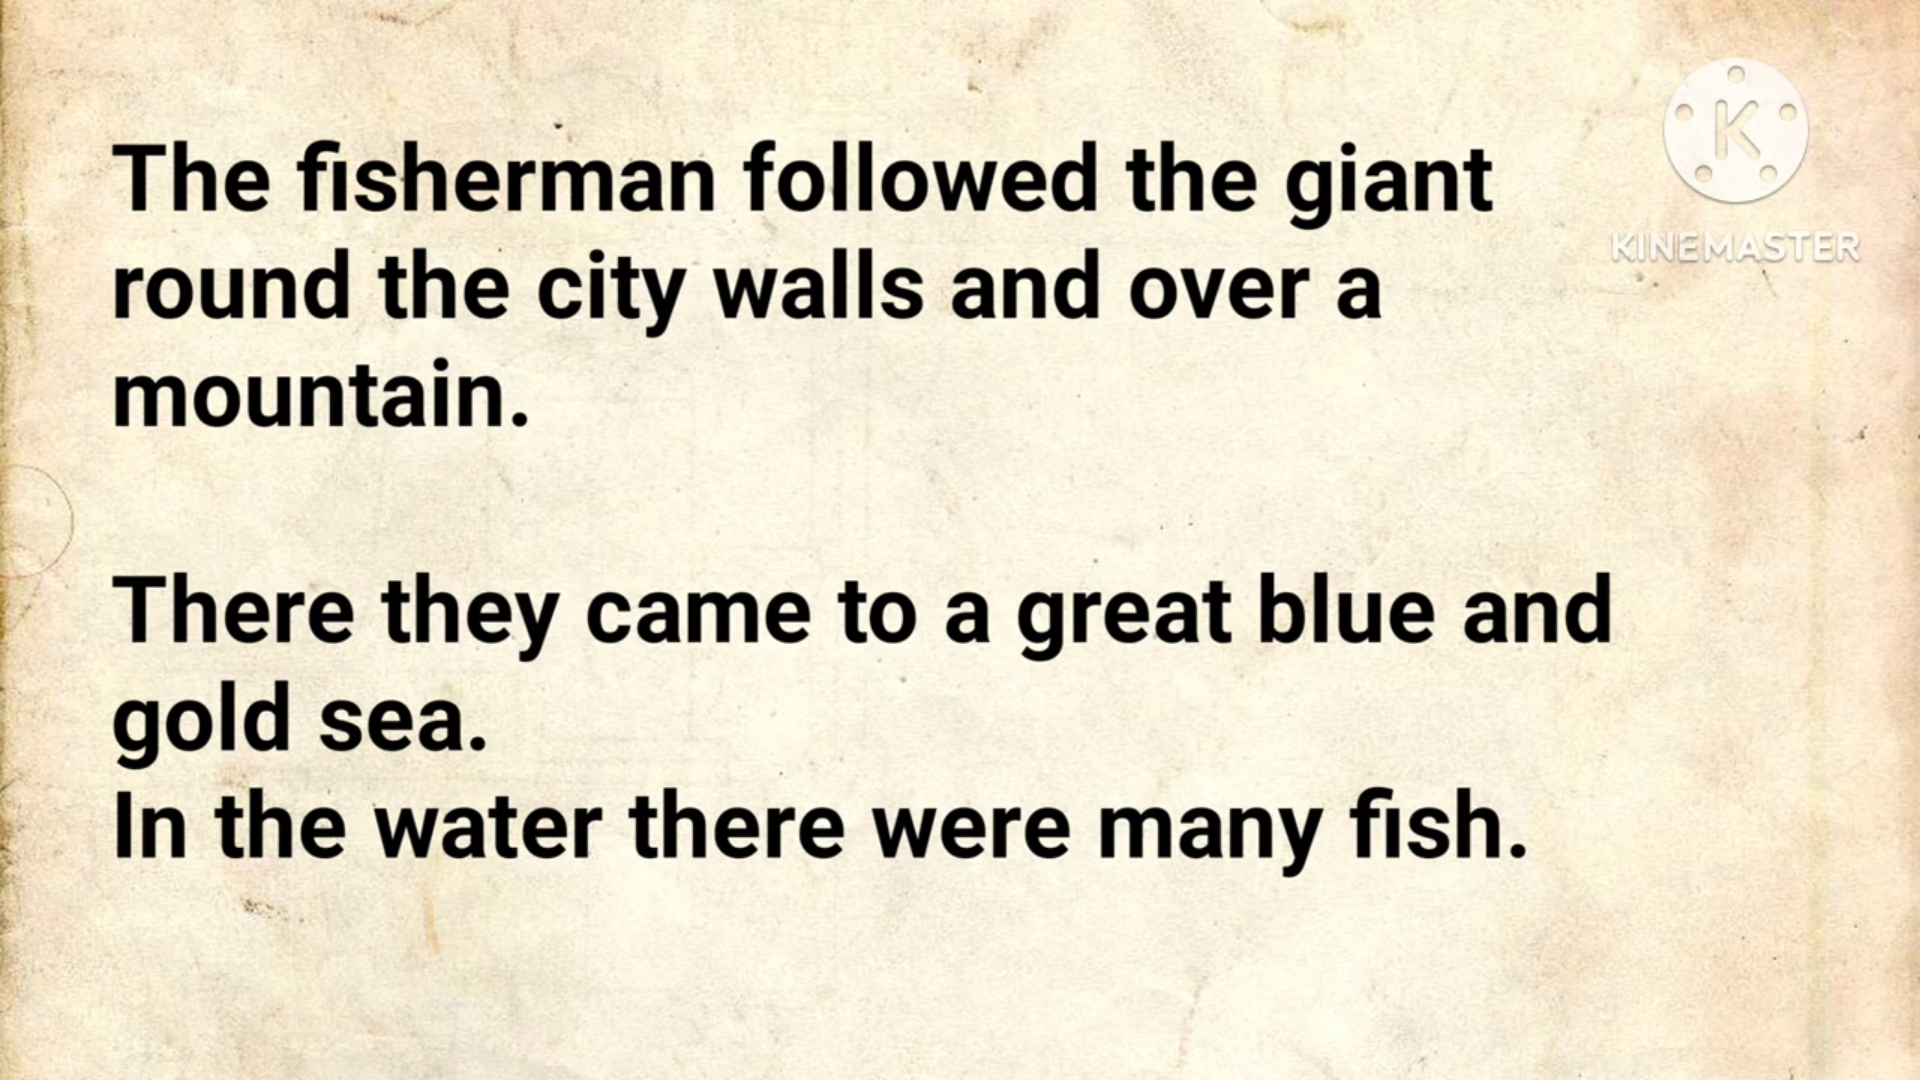 The fisherman followed the giant
round the city walls and over a
mountain.
There they came to a great blue and
gold sea.
In the water there were many fish.
K
KINEMASTER